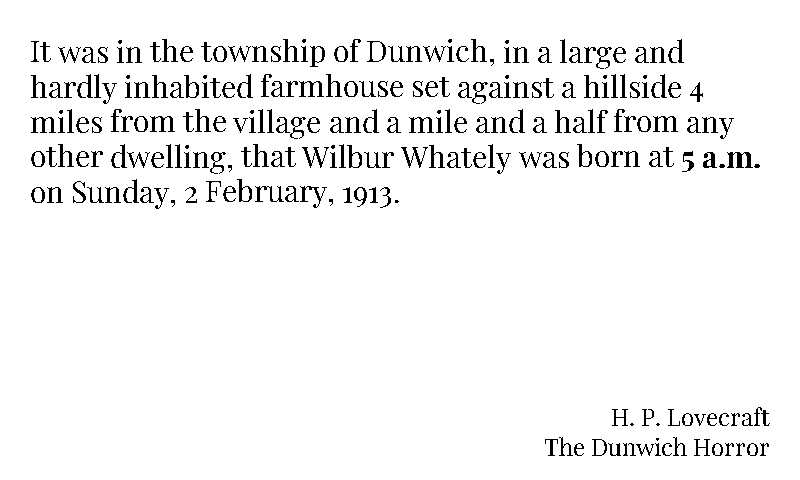 It was in the township of Dunwich, in a large and
hardly inhabited farmhouse set against a hillside 4
miles from the village and a mile and a half from any
other dwelling, that Wilbur Whately was born at 5 a.m.
on Sunday, 2 February, 1913.
H. P. Lovecraft
The Dunwich Horror